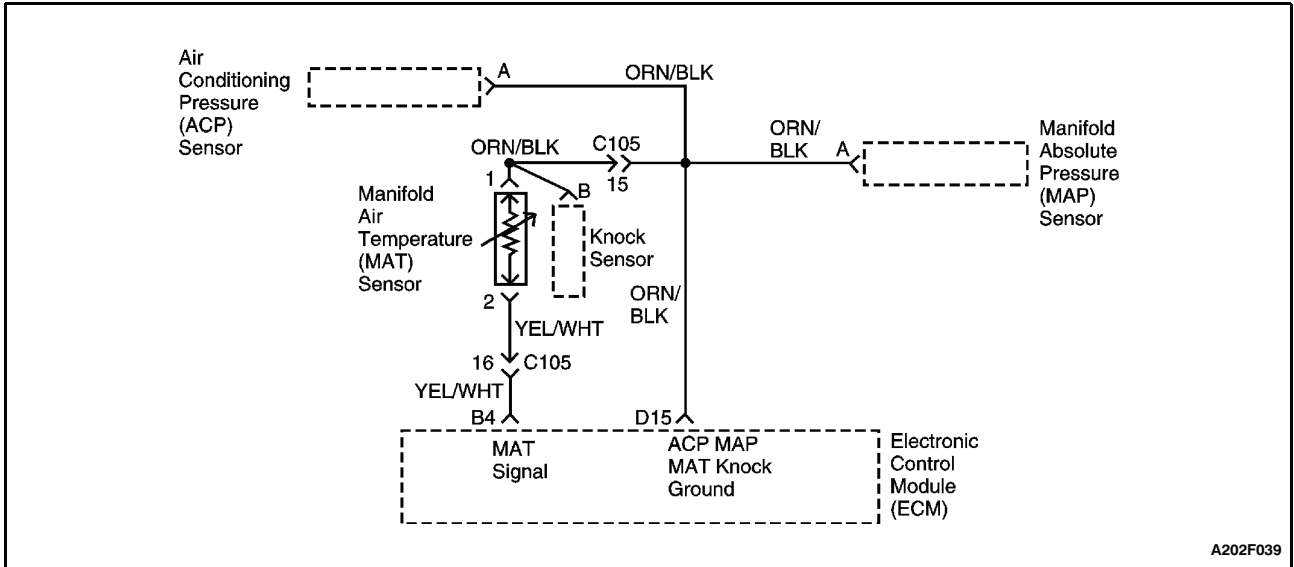 Air
Conditioning
Pressure
(ACP)
Sensor
A
ORN/BLK
ORN/BLK
C105
15
ORN/
BLK
A
Manifold
Absolute
Pressure
(MAP)
Sensor
1
B
Manifold
Air
Temperature
(MAT)
Sensor
Knock
Sensor
2
ORN/
BLK
YEL/WHT
16
C105
YEL/WHT
B4
D15
MAT
Signal
ACP MAP
MAT Knock
Ground
Electronic
Control
Module
(ECM)
A202F039